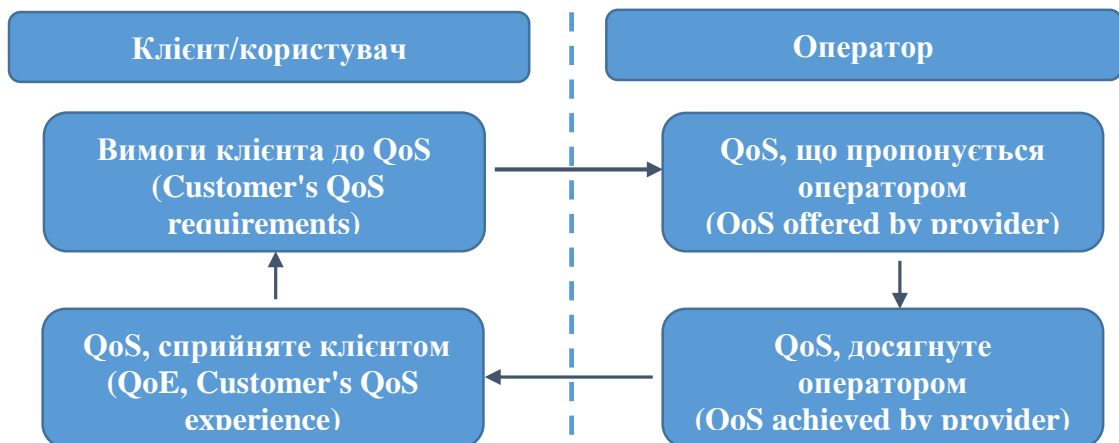 Клієнт/користувач
Оператор
Вимоги клієнта до QoS
(Customer's QoS
requirements)
QoS, що пропонується
оператором
(QoS offered by provider)
QoS, сприйняте клієнтом
(QoE, Customer's QoS
experience)
QoS, досягнуте
оператором
(QoS achieved by provider)